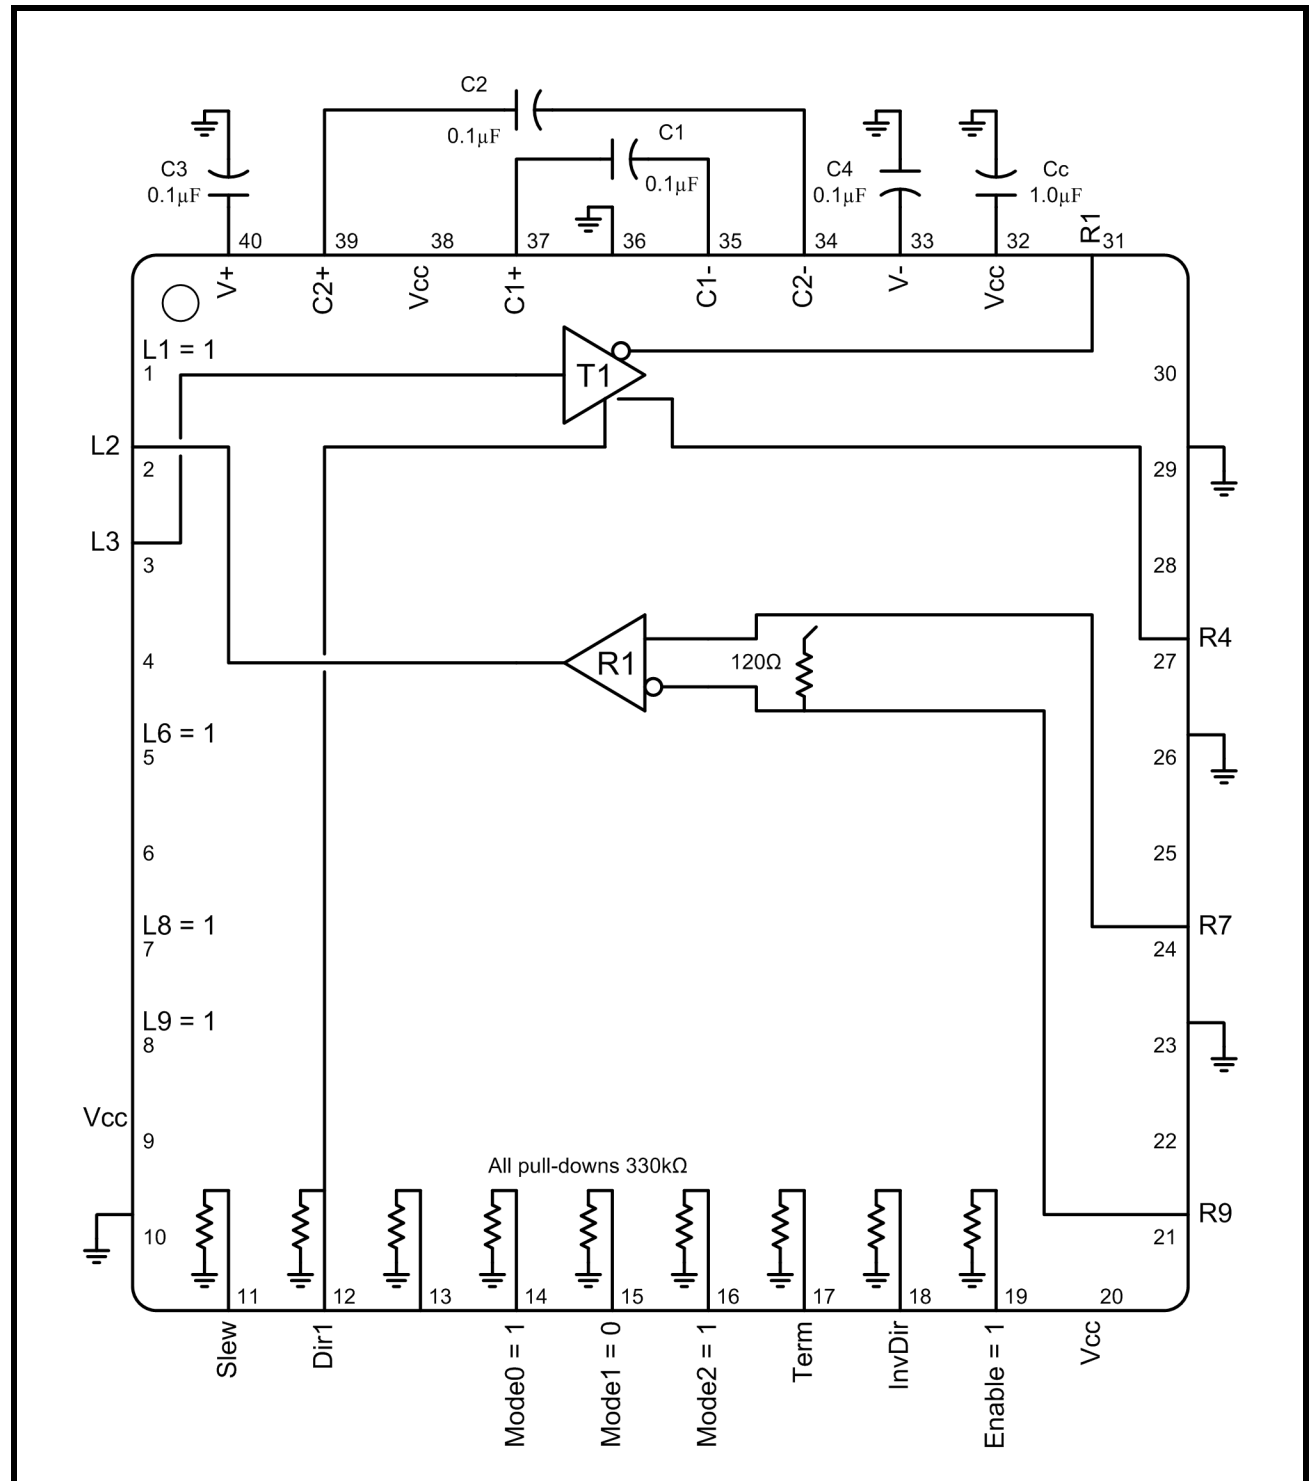 C2
0.1µF
C1
0.1µF
C3
0.1µF
C4
0.1µF
Cc
1.0µF
R1
40
39
38
37
36
35
34
33
32
31
V+
C2+
Vcc
C1+
C1-
C2-
V-
Vcc
L1 = 1
1
T1
30
L2
2
29
L3
3
28
4
R1
120Ω
R4
27
L6 = 1
5
26
6
25
L8 = 1
7
R7
24
L9 = 1
8
23
Vcc
9
22
All pull-downs 330kΩ
10
R9
21
11
12
13
14
15
16
17
18
19
20
Slew
Dir1
Mode0 = 1
Mode1 = 0
Mode2 = 1
Term
InvDir
Enable = 1
Vcc